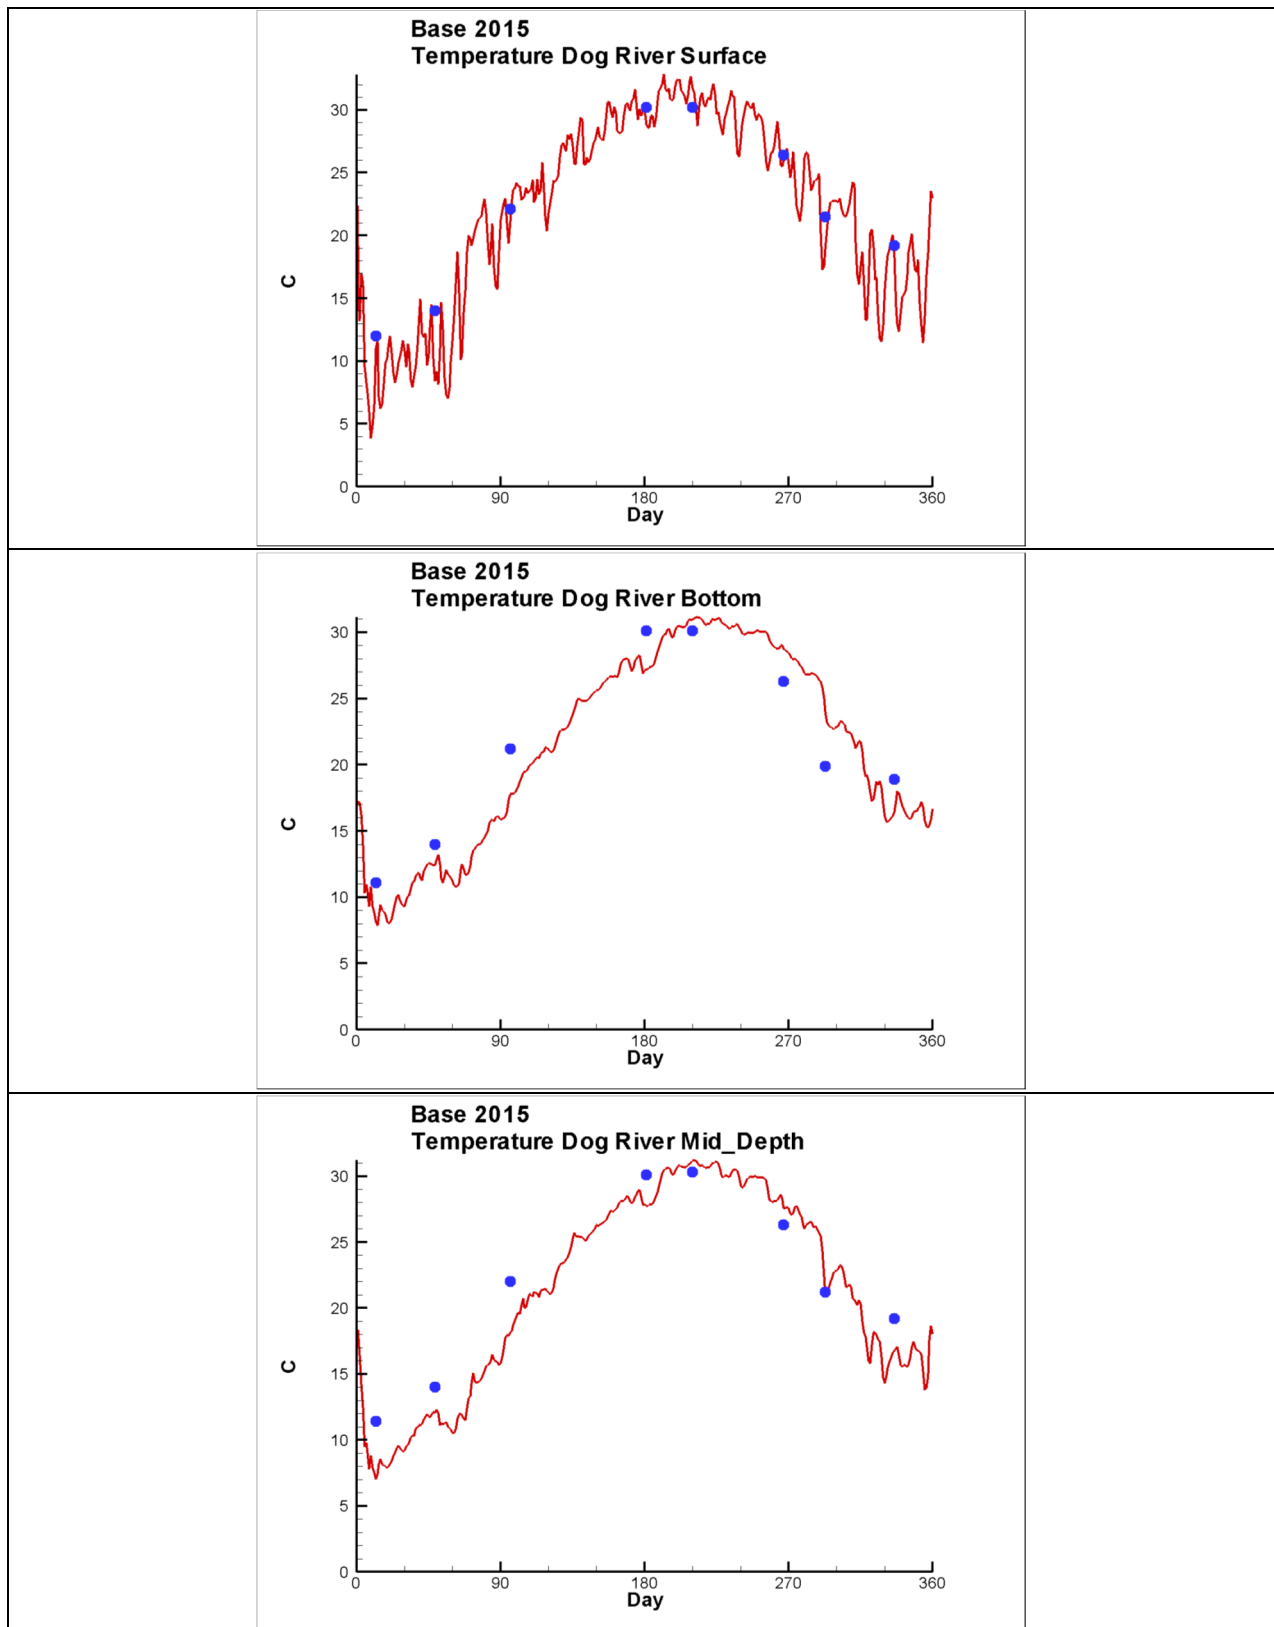 Base 2015
Temperature Dog River Surface
30
25
20
15
10
5
0
C
0 90 180 270 360
Day
Base 2015
Temperature Dog River Bottom
30
25
20
15
10
5
0
C
0 90 180 270 360
Day
Base 2015
Temperature Dog River Mid_Depth
30
25
20
15
10
5
0
C
0 90 180 270 360
Day